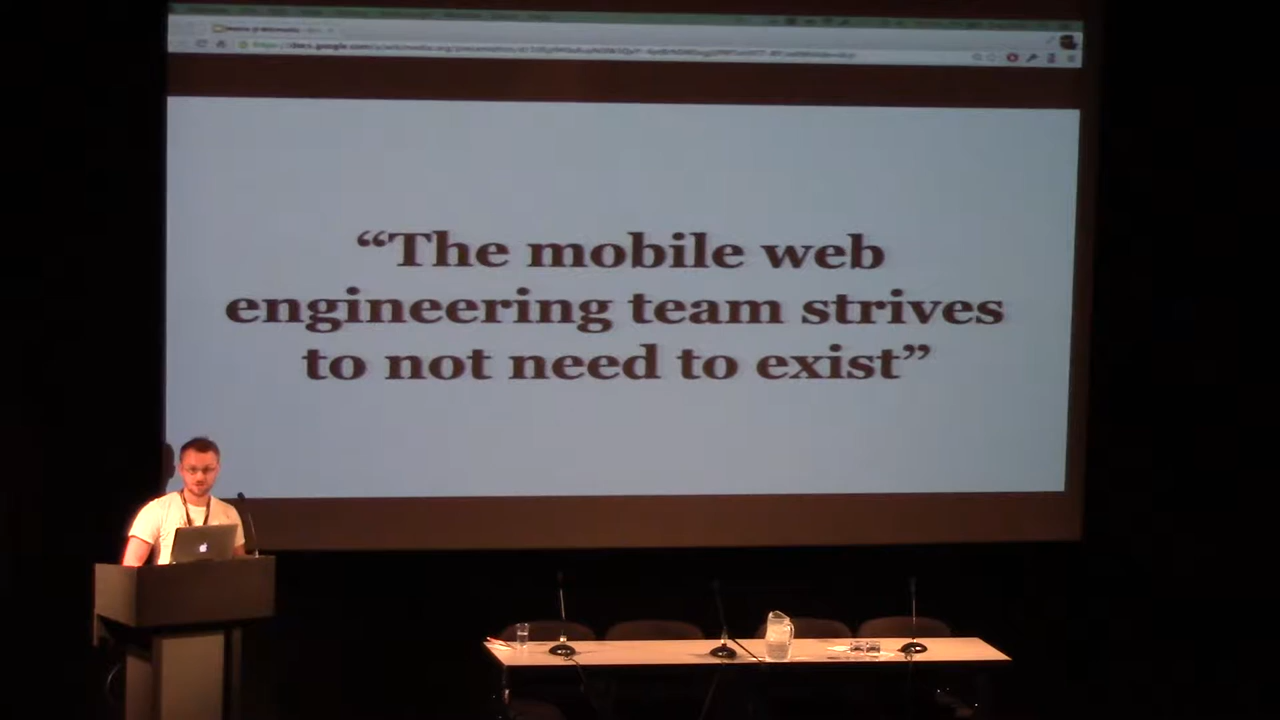 “The mobile web
engineering team strives
to not need to exist”